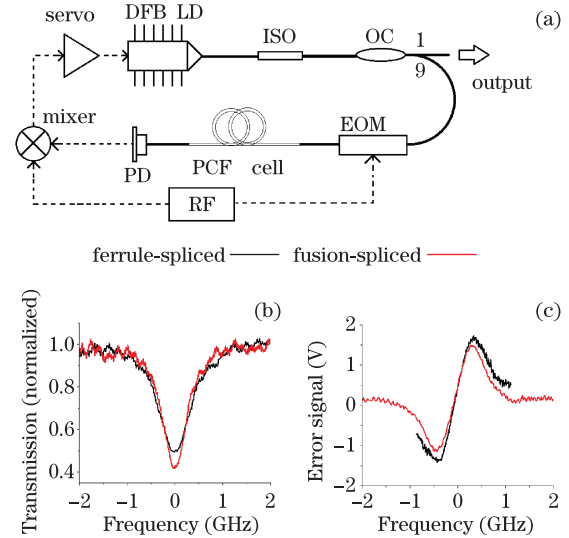 (a)
servo
DFB LD
ISO
OC
1
9
output
mixer
EOM
PD
PCF cell
RF
ferrule-spliced
fusion-spliced
(b)
Transmission (normalized)
1.0
0.8
0.6
0.4
−2 −1 0 1 2
Frequency (GHz)
(c)
Error signal (V)
2
1
0
−1
−2
−2 −1 0 1 2
Frequency (GHz)